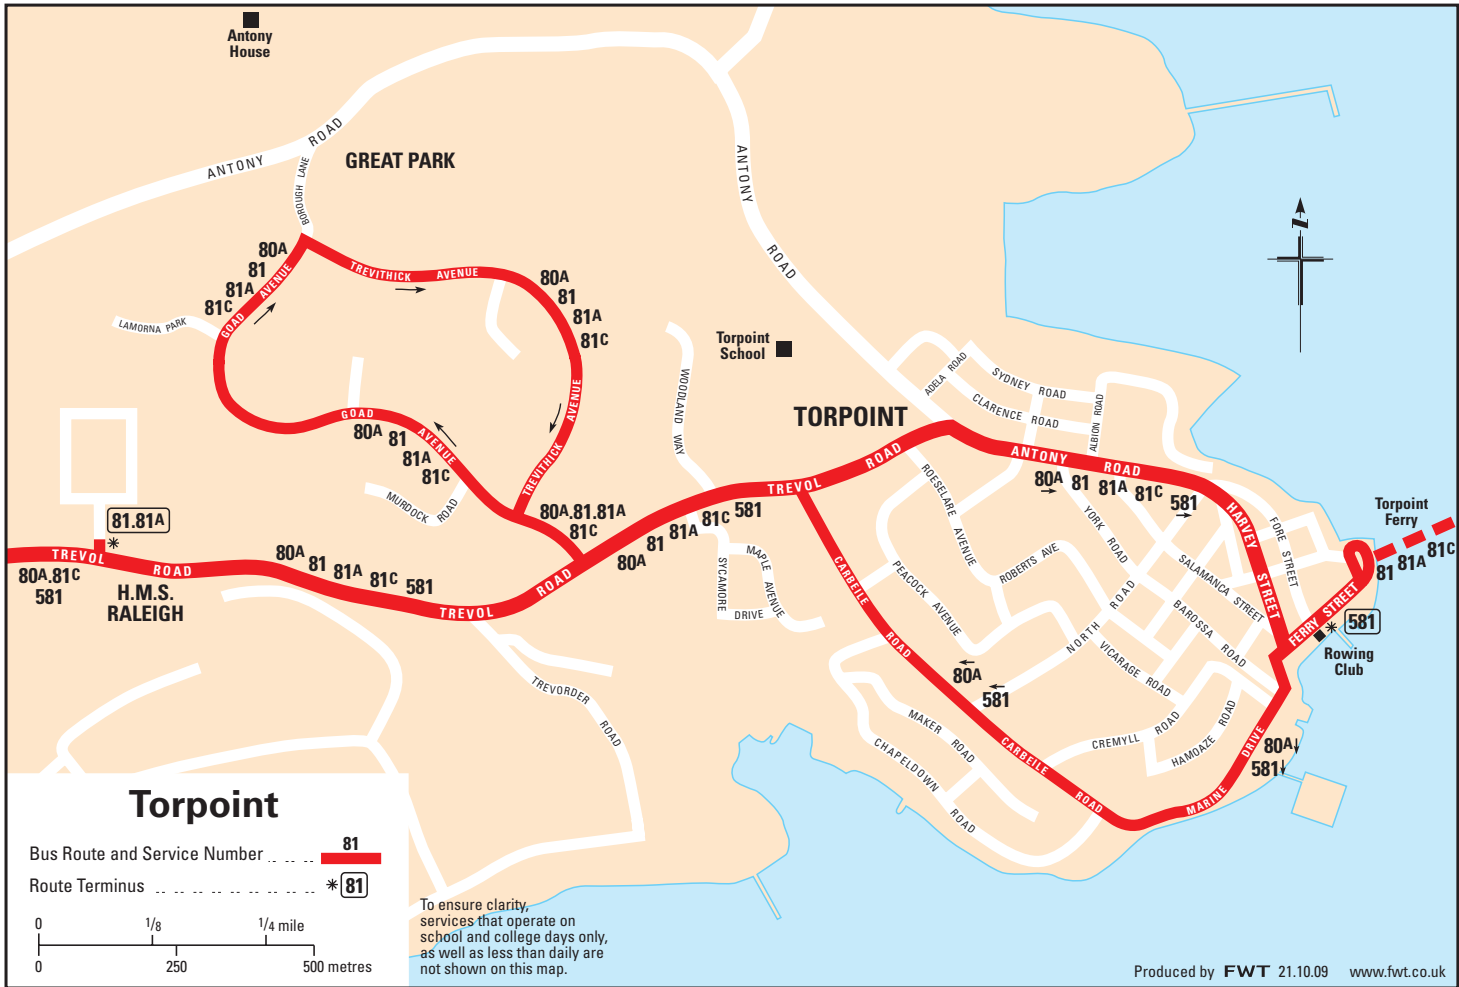 Antony
House
ANTONY ROAD
BOROUGH LANE
GREAT PARK
ANTONY
ROAD
80A
81
81A
81C
GOAD AVENUE
TREVITHICK AVENUE
80A
81
81A
81C
LAMORNA PARK
TREVITHICK AVENUE
GOAD
AVENUE
80A 81
81A
81C
MURDOCK ROAD
80A.81.81A
81C
WOODLAND WAY
Torpoint
School
TORPOINT
N
ADELA ROAD
SYDNEY ROAD
CLARENCE ROAD
ALBION ROAD
81.81A
*
TREVOL
ROAD
80A.81C
581
H.M.S.
RALEIGH
80A 81 81A 81C 581
TREVOL ROAD
80A 81 81A 81C 581
TREVOL ROAD
SYCAMORE
DRIVE
MAPLE AVENUE
ANTONY ROAD
80A 81 81A 81C 581
HARVEY STREET
FORE STREET
Torpoint
Ferry
81 81A 81C
ROESELARE AVENUE
PEACOCK AVENUE
ROBERTS AVE
YORK ROAD
NORTH ROAD
SALAMANCA STREET
BAROSSA ROAD
VICARAGE ROAD
FERRY STREET
* 581
Rowing
Club
CARBEILE
ROAD
80A
581
CARBEILE ROAD
MAKER ROAD
CHAPELDOWN ROAD
CREMYLL ROAD
HAMOAZE ROAD
MARINE DRIVE
80A
581
TREVORDER ROAD
Torpoint
Bus Route and Service Number 81
Route Terminus * 81
0 1/8 1/4 mile
0 250 500 metres
To ensure clarity,
services that operate on
school and college days only,
as well as less than daily are
not shown on this map.
Produced by FWT 21.10.09 www.fwt.co.uk